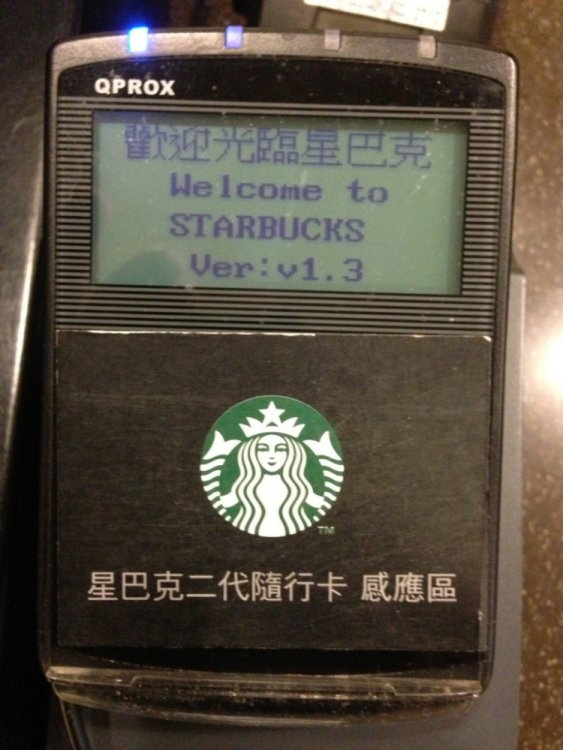 QPROX
歡迎光臨星巴克
Welcome to
STARBUCKS
Ver:v1.3
TM
星巴克二代隨行卡 感應區